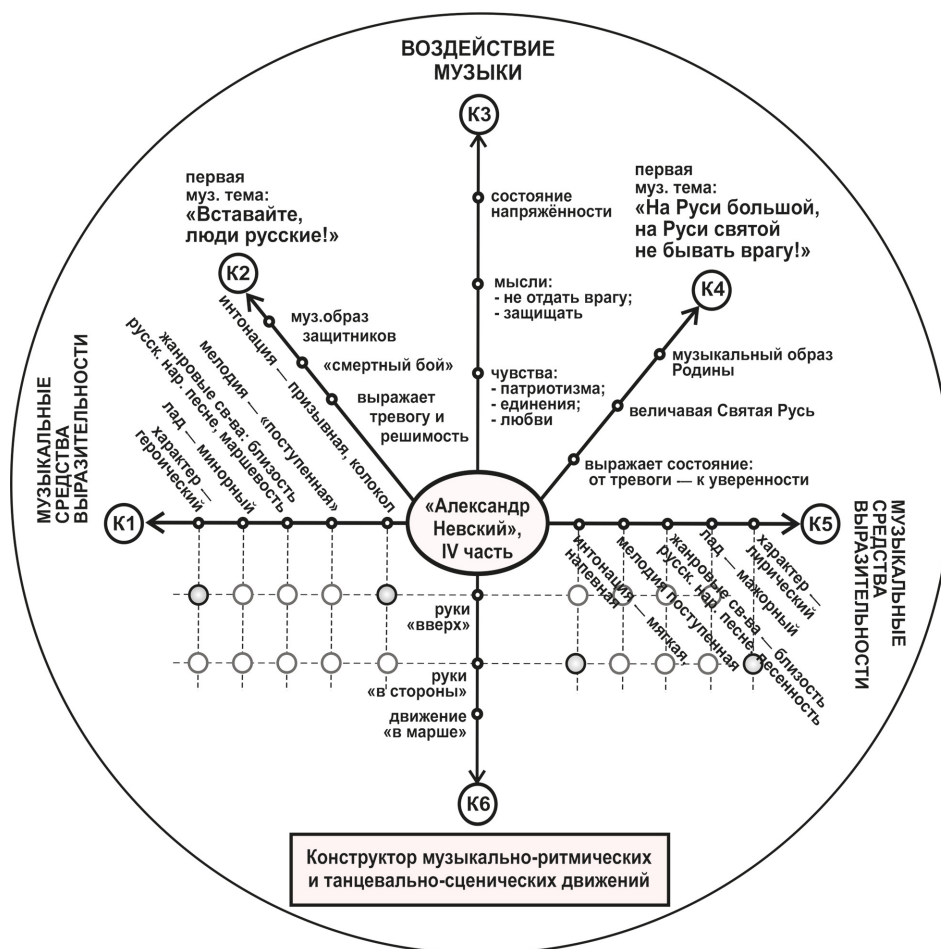 ВОЗДЕЙСТВИЕ
МУЗЫКИ
К3
первая
муз. тема:
«Вставайте,
люди русские!»
К2
состояние
напряжённости
мысли:
- не отдать врагу;
- защищать
чувства:
- патриотизма;
- единения;
- любви
первая
муз. тема:
«На Руси большой,
на Руси святой
не бывать врагу!»
К4
муз.образ
защитников
«смертный бой»
выражает
тревогу и
решимость
музыкальный образ
Родины
величавая Святая Русь
выражает состояние:
от тревоги — к уверенности
МУЗЫКАЛЬНЫЕ
СРЕДСТВА
ВЫРАЗИТЕЛЬНОСТИ
К1
характер —
героический
лад — минорный
жанровые св-ва: близость
русск. нар. песне, маршевость
мелодия — «поступенная»
интонация — призывная, колокол
«Александр
Невский»,
IV часть
К5
МУЗЫКАЛЬНЫЕ
СРЕДСТВА
ВЫРАЗИТЕЛЬНОСТИ
интонация — мягкая,
напевная
мелодия поступенная
жанровые св-ва — близость
русск. нар. песне, песенность
лад — мажорный
характер —
лирический
руки
«вверх»
руки
«в стороны»
движение
«в марше»
К6
Конструктор музыкально-ритмических
и танцевально-сценических движений